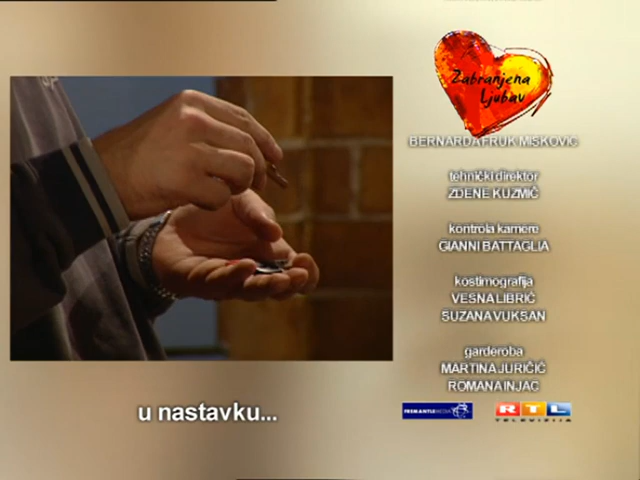 Zabranjena
Ljubav
BERNARDA FRUK MIŠKOVIĆ
tehnički direktor
ZDENE KUZMIČ
kontrola kamere
GIANNI BATTAGLIA
kostimografija
VESNA LIBRIĆ
SUZANA VUKSAN
garderoba
MARTINA JURIČIĆ
ROMANA INJAC
u nastavku...
FREMANTLEMEDIA
RTL
TELEVIZIJA